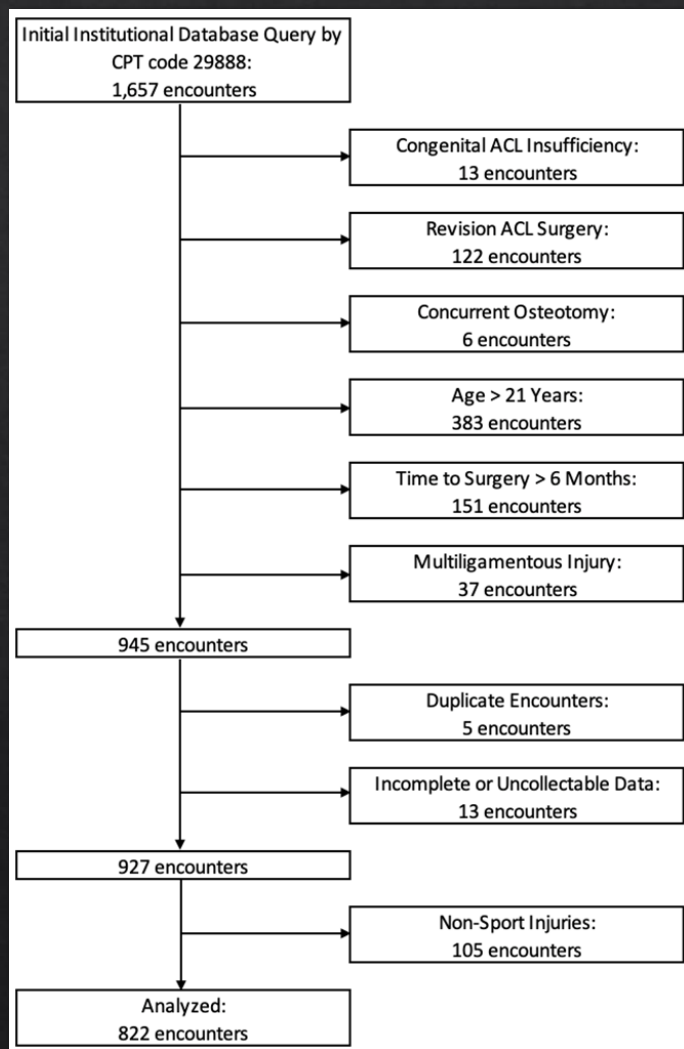 Initial Institutional Database Query by
CPT code 29888:
1,657 encounters
Congenital ACL Insufficiency:
13 encounters
Revision ACL Surgery:
122 encounters
Concurrent Osteotomy:
6 encounters
Age > 21 Years:
383 encounters
Time to Surgery > 6 Months:
151 encounters
Multiligamentous Injury:
37 encounters
945 encounters
Duplicate Encounters:
5 encounters
Incomplete or Uncollectable Data:
13 encounters
927 encounters
Non-Sport Injuries:
105 encounters
Analyzed:
822 encounters